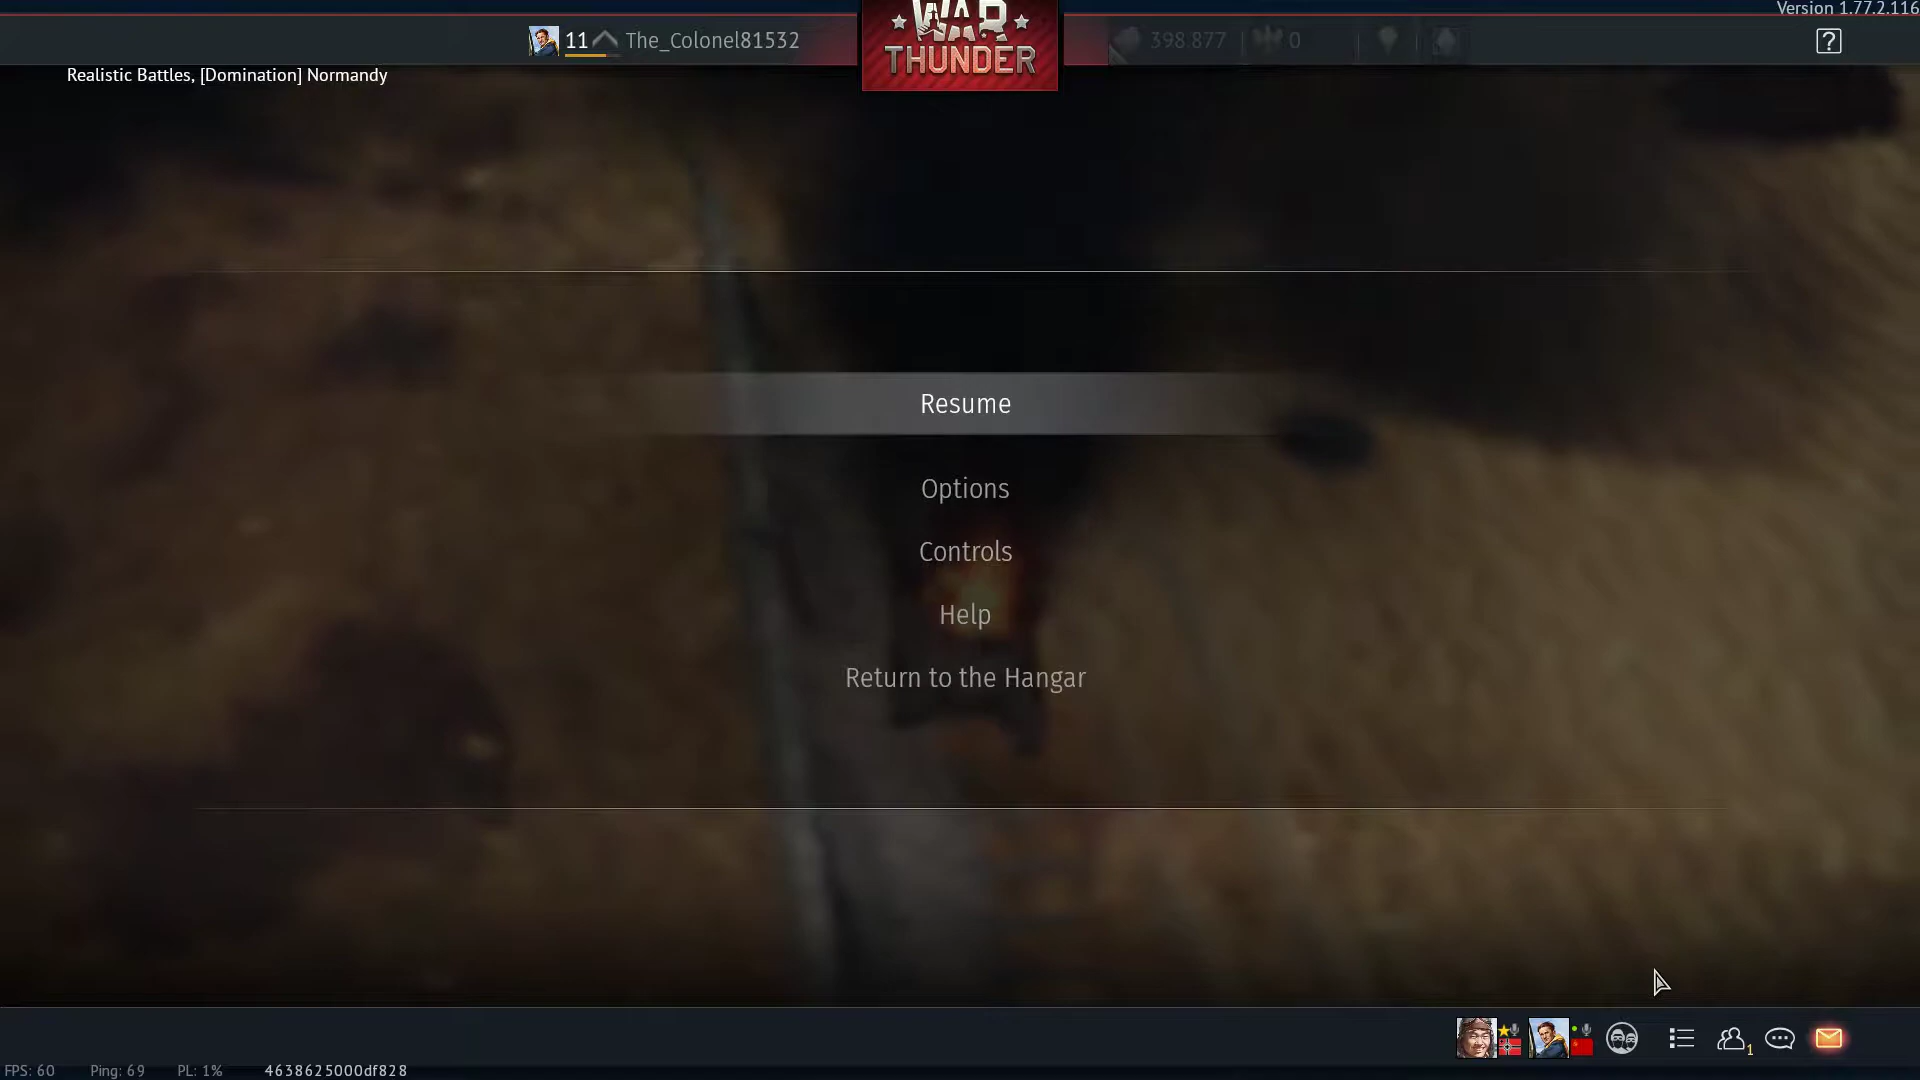 Version 1.77.2.116
11 The_Colonel81532
WAR
THUNDER
398.877
0
?
Realistic Battles, [Domination] Normandy
Resume
Options
Controls
Help
Return to the Hangar
1
FPS: 60 Ping: 69 PL: 1% 4638625000df828